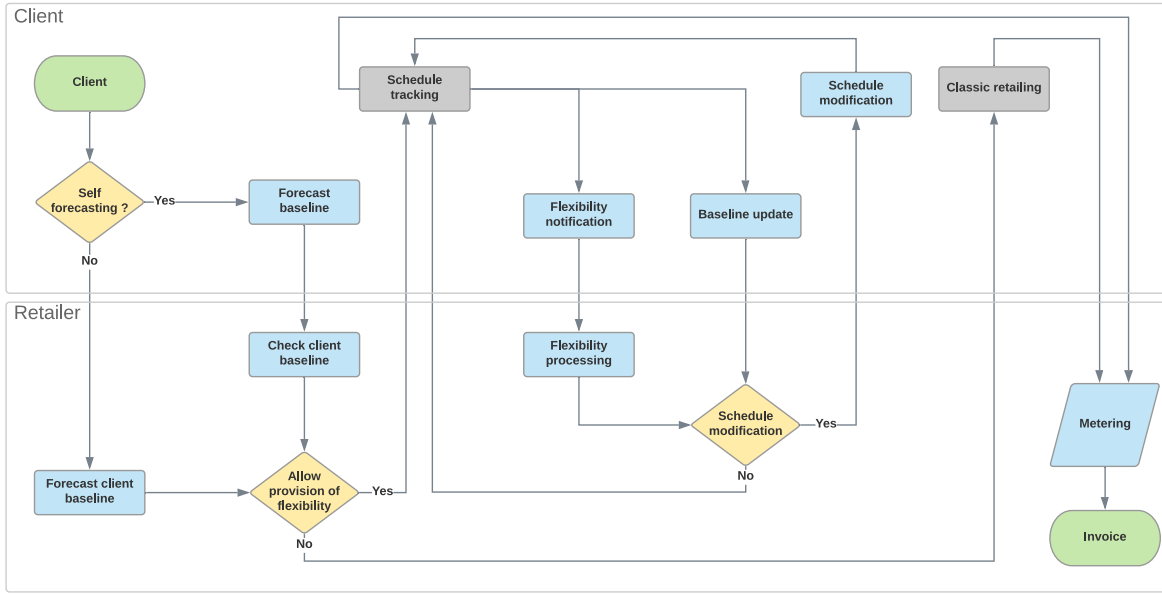 Client
Client
Schedule
tracking
Schedule
modification
Classic retailing
Self
forecasting ?
Yes
Forecast
baseline
Flexibility
notification
Baseline update
No
Retailer
Check client
baseline
Flexibility
processing
Schedule
modification
Yes
Metering
No
Forecast client
baseline
Allow
provision of
flexibility
Yes
No
Invoice